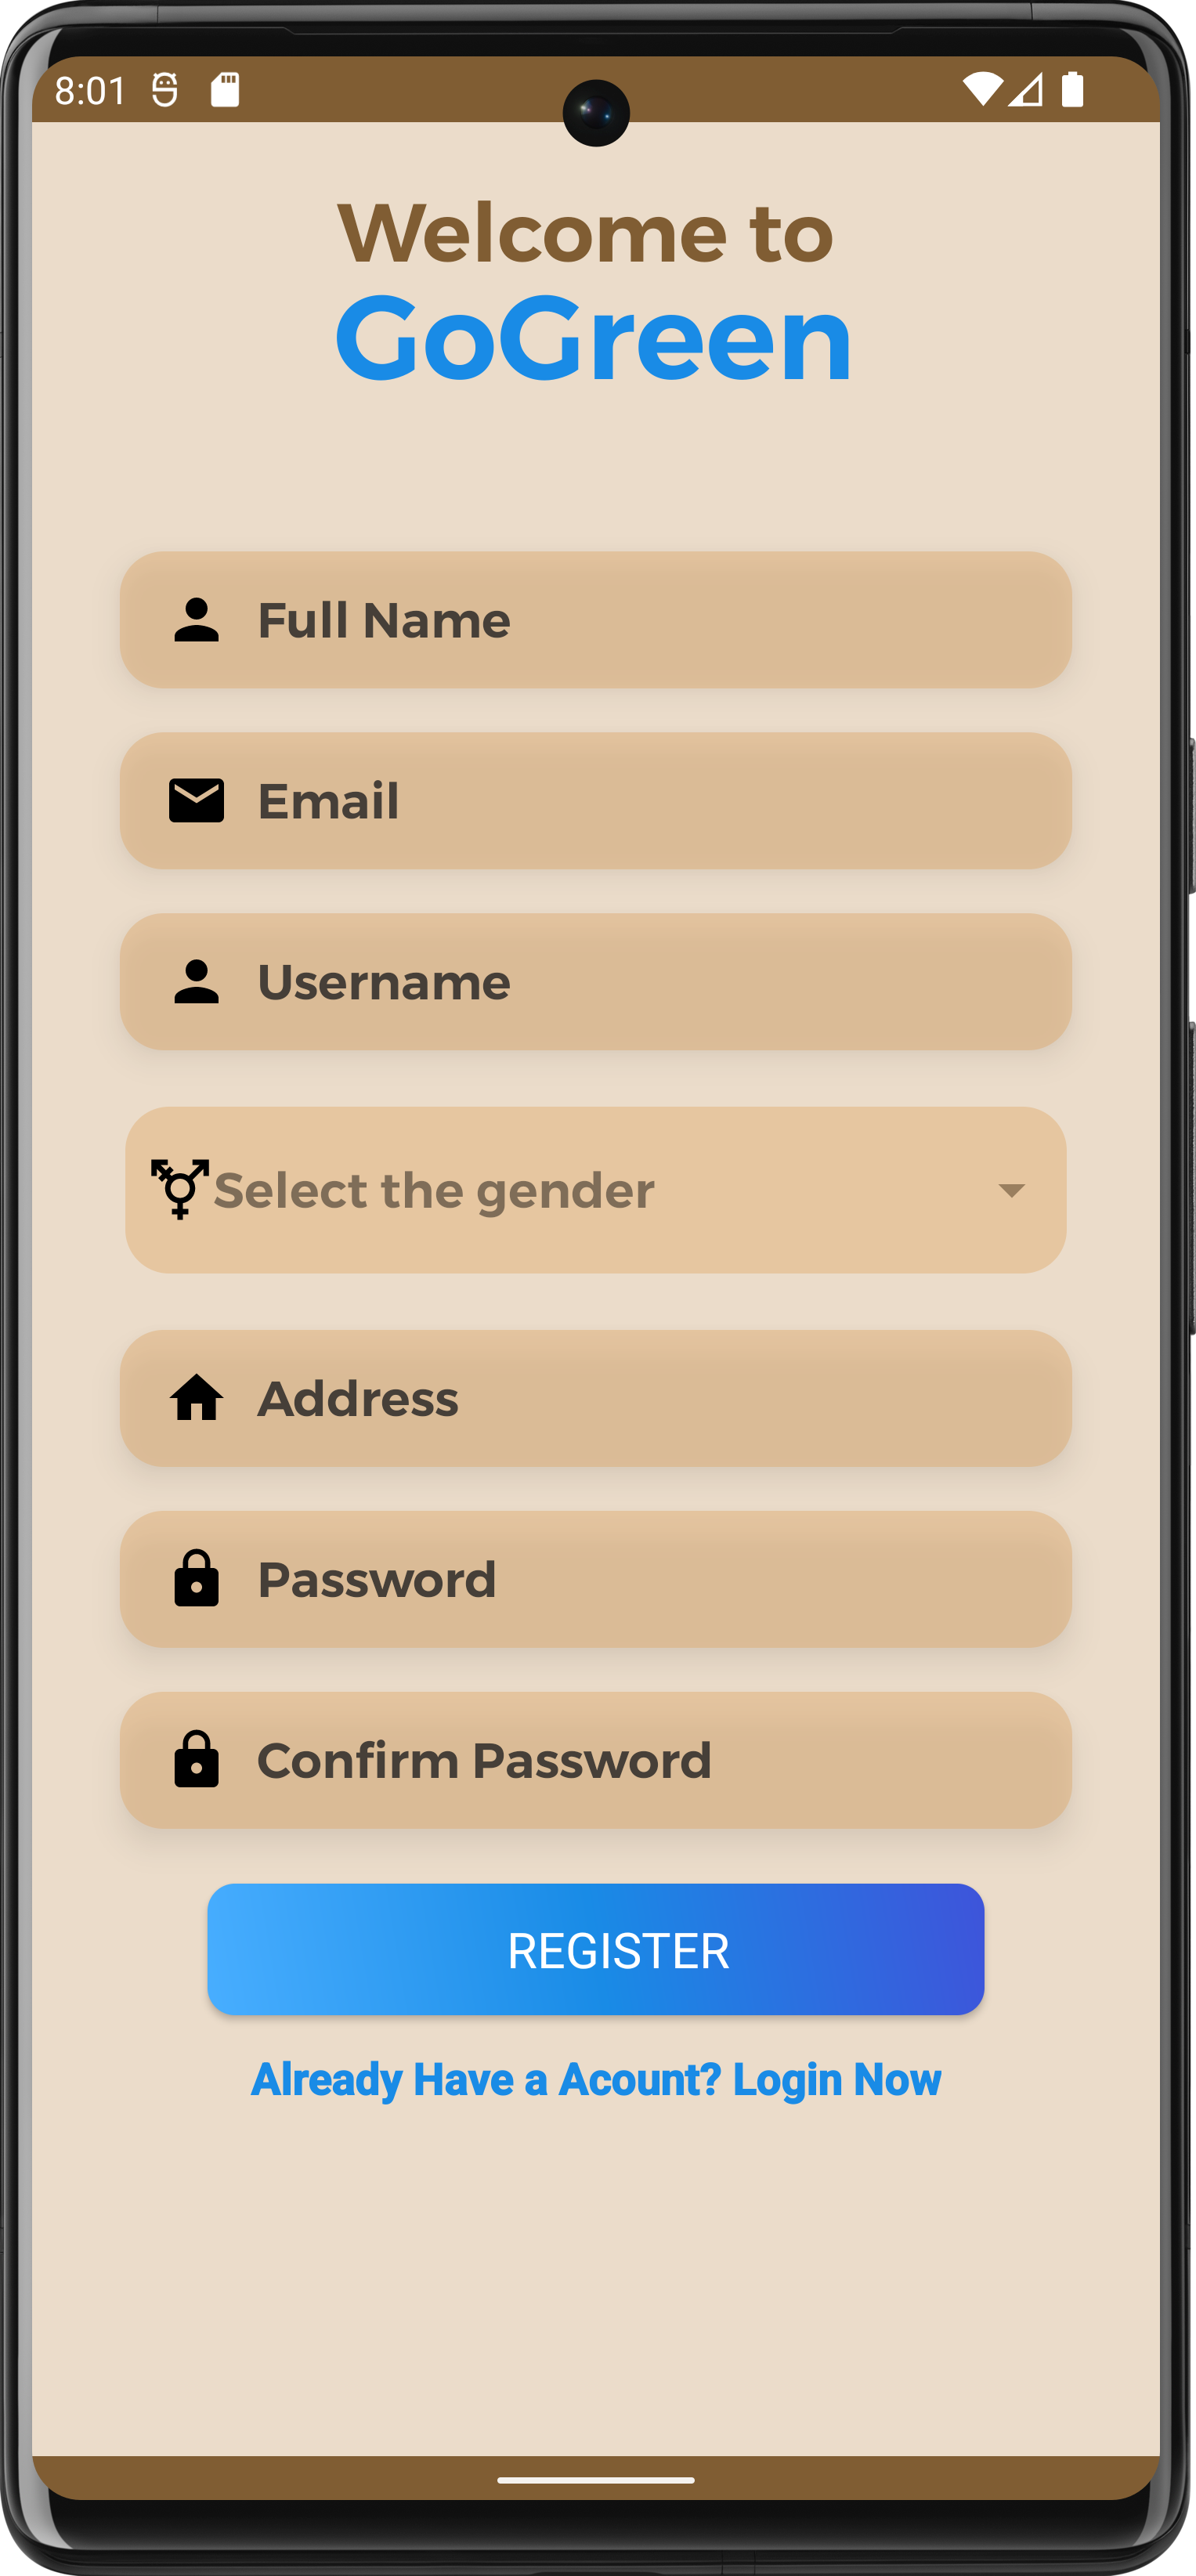 8:01
Welcome to
GoGreen
Full Name
Email
Username
Select the gender
Address
Password
Confirm Password
REGISTER
Already Have a Acount? Login Now